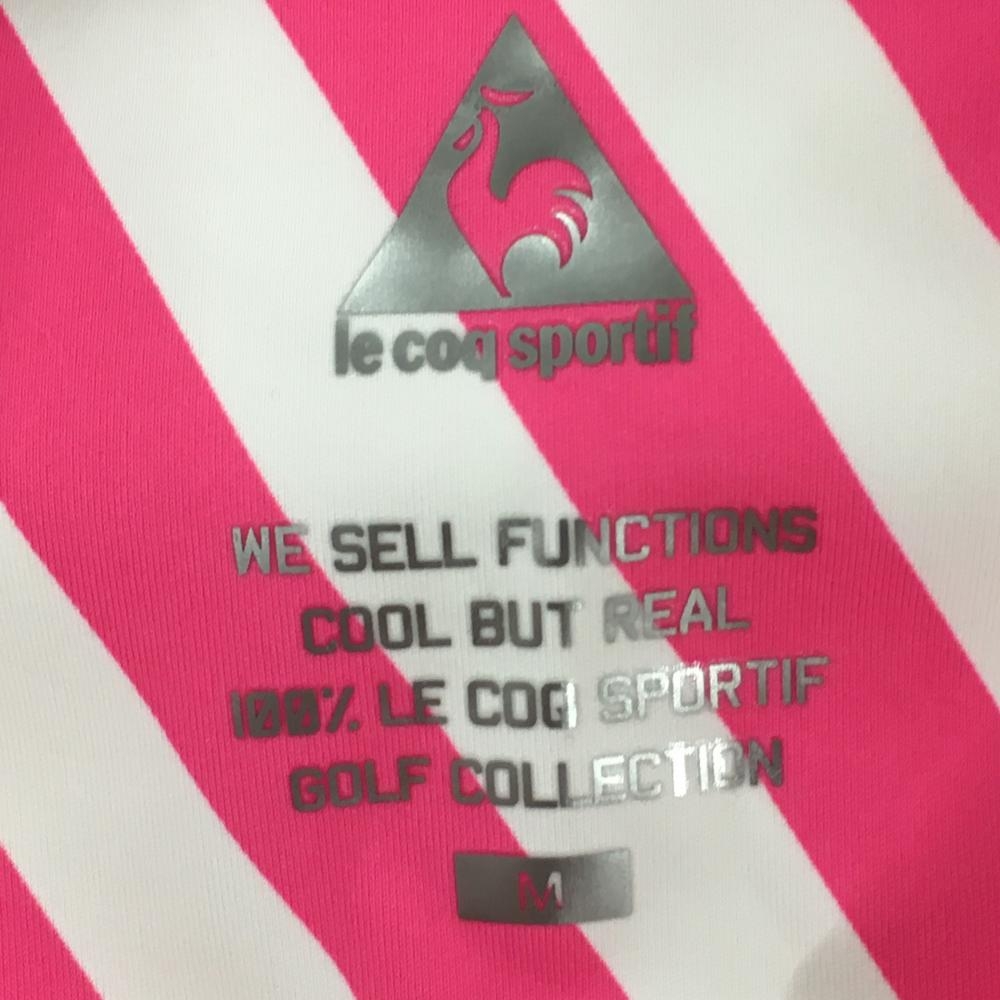 le coq sportif
WE SELL FUNCTIONS
COOL BUT REAL
100% LE COQ SPORTIF
GOLF COLLECTION
M